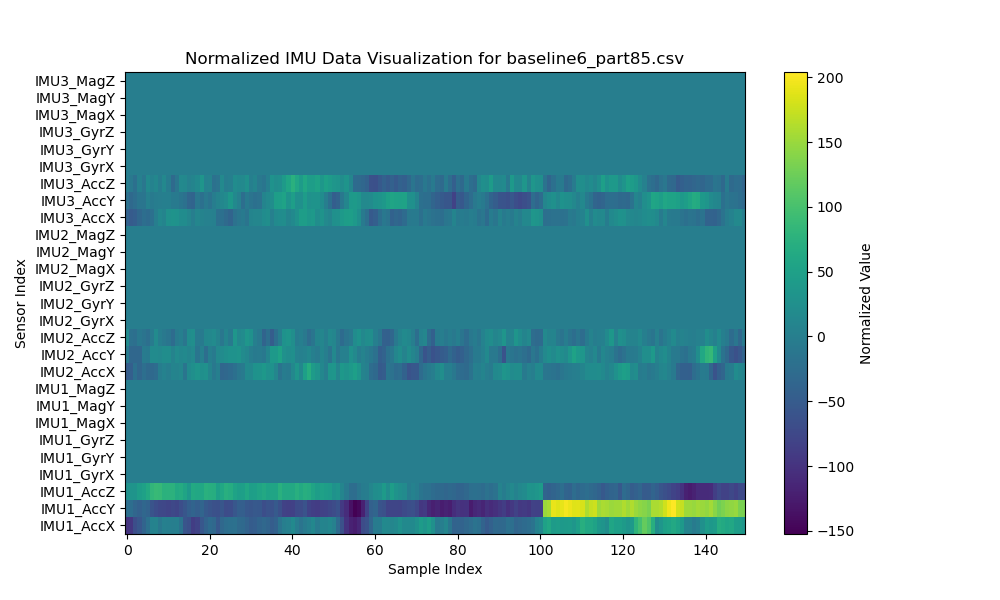 Normalized IMU Data Visualization for baseline6_part85.csv
IMU3_MagZ
IMU3_MagY
IMU3_MagX
IMU3_GyrZ
IMU3_GyrY
IMU3_GyrX
IMU3_AccZ
IMU3_AccY
IMU3_AccX
IMU2_MagZ
IMU2_MagY
IMU2_MagX
IMU2_GyrZ
IMU2_GyrY
IMU2_GyrX
IMU2_AccZ
IMU2_AccY
IMU2_AccX
IMU1_MagZ
IMU1_MagY
IMU1_MagX
IMU1_GyrZ
IMU1_GyrY
IMU1_GyrX
IMU1_AccZ
IMU1_AccY
IMU1_AccX
Sensor Index
0 20 40 60 80 100 120 140
Sample Index
200
150
100
50
0
−50
−100
−150
Normalized Value